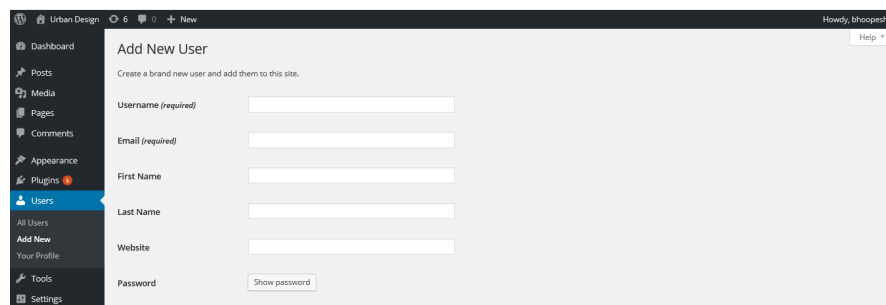 Urban Design 6 0 + New Howdy, bhoopesh
Help
Dashboard
Posts
Media
Pages
Comments
Appearance
Plugins 5
Users
All Users
Add New
Your Profile
Tools
Settings
Add New User
Create a brand new user and add them to this site.
Username (required)
Email (required)
First Name
Last Name
Website
Password Show password